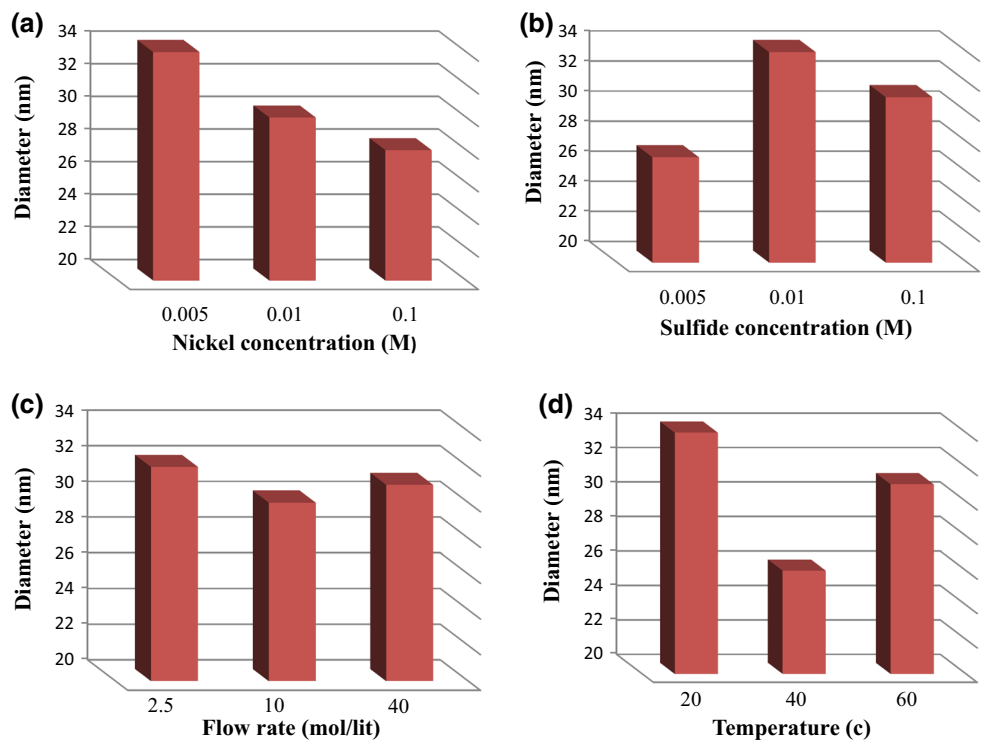 (a)
34
32
30
28
26
24
22
20
Diameter (nm)
0.005 0.01 0.1
Nickel concentration (M)
(b)
34
32
30
28
26
24
22
20
Diameter (nm)
0.005 0.01 0.1
Sulfide concentration (M)
(c)
34
32
30
28
26
24
22
20
Diameter (nm)
2.5 10 40
Flow rate (mol/lit)
(d)
34
32
30
28
26
24
22
20
Diameter (nm)
20 40 60
Temperature (c)